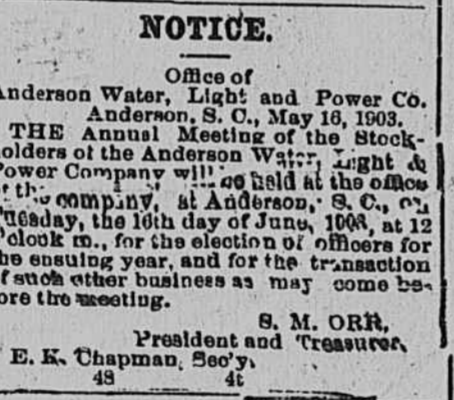 NOTICE.
Office of
Anderson Water, Light and Power Co.
Anderson, S. C., May 16, 1903.
THE Annual Meeting of the Stock-
olders of the Anderson Water, Light &
Power Company will be held at the office
the company, at Anderson, S. C., on
Tuesday, the 16th day of June, 1903, at 12
'clock m., for the election of officers for
he ensuing year, and for the transaction
f such other business as may come be-
ore the meeting.
S. M. ORR,
President and Treasurer.
E. K. Chapman, Sec'y.
48 4t